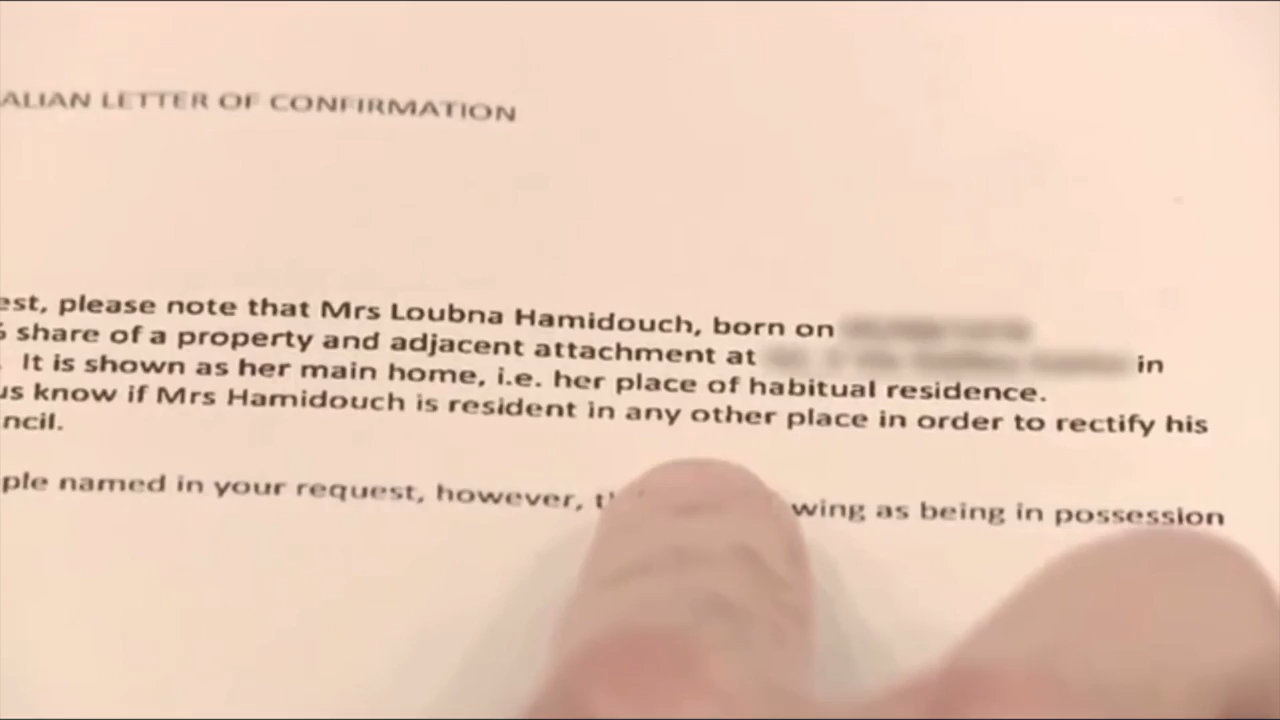 ALIAN LETTER OF CONFIRMATION
est, please note that Mrs Loubna Hamidouch, born on
share of a property and adjacent attachment at in
It is shown as her main home, i.e. her place of habitual residence.
us know if Mrs Hamidouch is resident in any other place in order to rectify his
ncil.
ple named in your request, however, wing as being in possession